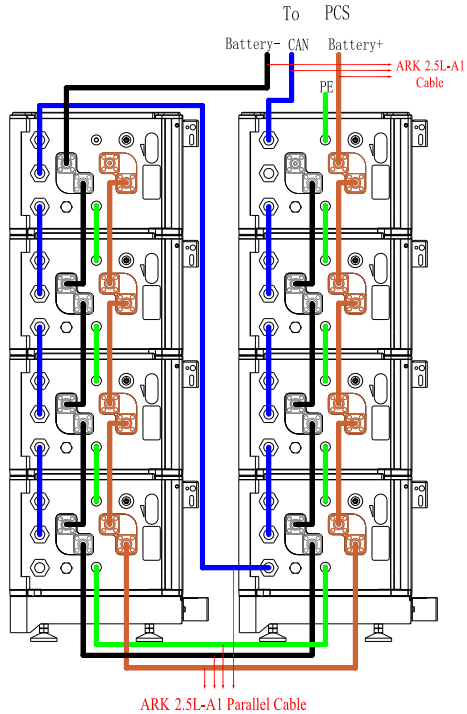 To PCS
Battery- CAN Battery+
ARK 2.5L-A1
Cable
PE
ARK 2.5L-A1 Parallel Cable